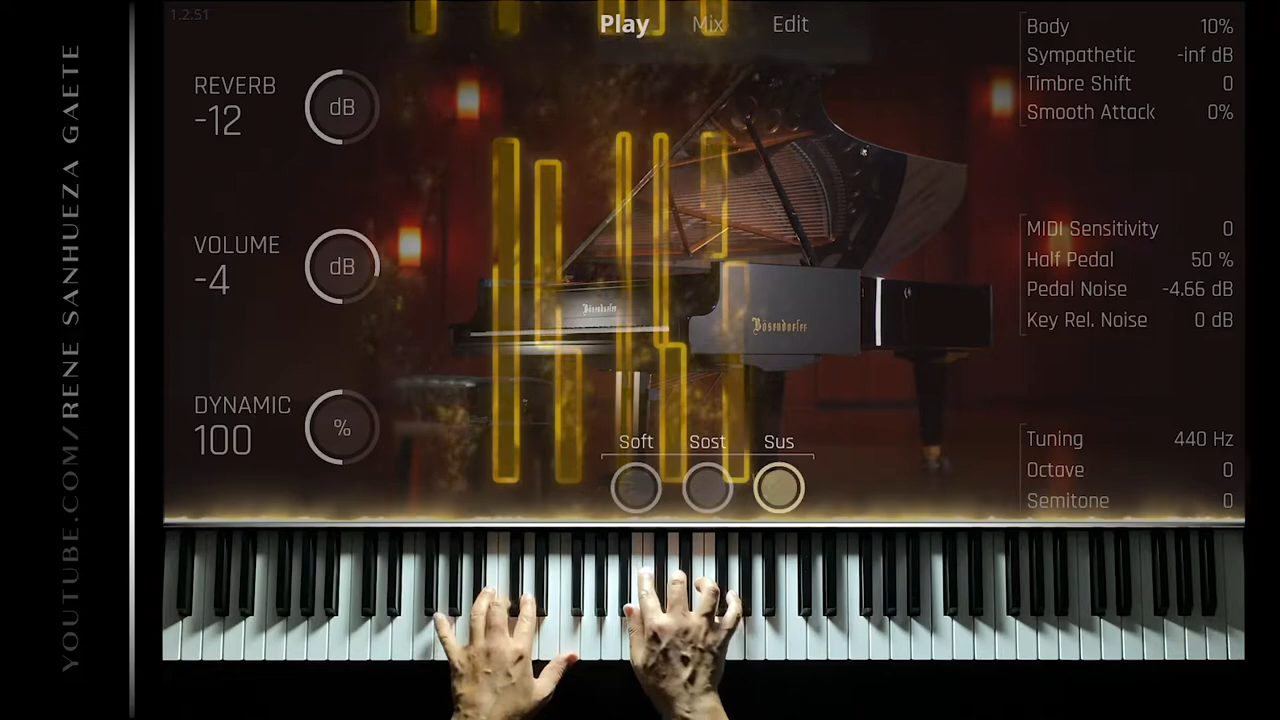 YOUTUBE.COM/RENE SANHUEZA GAETE
1.2.51
Play
Mix
Edit
REVERB
-12
dB
VOLUME
-4
dB
DYNAMIC
100
%
Body 10%
Sympathetic -inf dB
Timbre Shift 0
Smooth Attack 0%
MIDI Sensitivity 0
Half Pedal 50 %
Pedal Noise -4.66 dB
Key Rel. Noise 0 dB
Tuning 440 Hz
Octave 0
Semitone 0
Bösendorfer
Bösendorfer
Soft Sost Sus